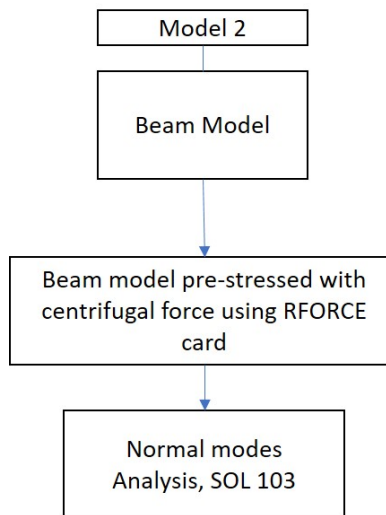 Model 2
Beam Model
Beam model pre-stressed with
centrifugal force using RFORCE
card
Normal modes
Analysis, SOL 103